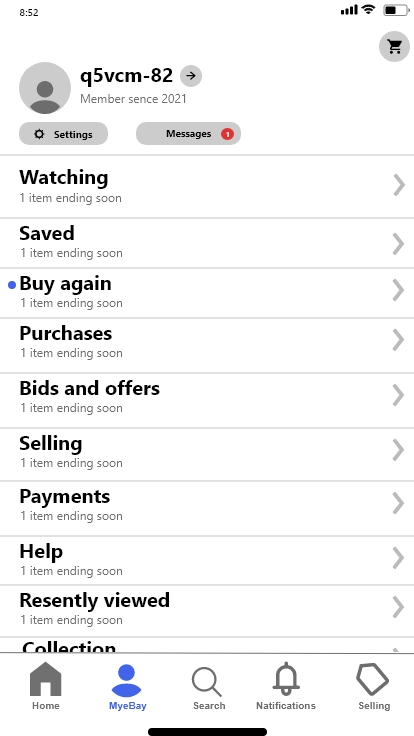 8:52
q5vcm-82
Member sence 2021
Settings
Messages 1
Watching
1 item ending soon
Saved
1 item ending soon
Buy again
1 item ending soon
Purchases
1 item ending soon
Bids and offers
1 item ending soon
Selling
1 item ending soon
Payments
1 item ending soon
Help
1 item ending soon
Resently viewed
1 item ending soon
Collection
Home MyeBay Search Natifications Selling